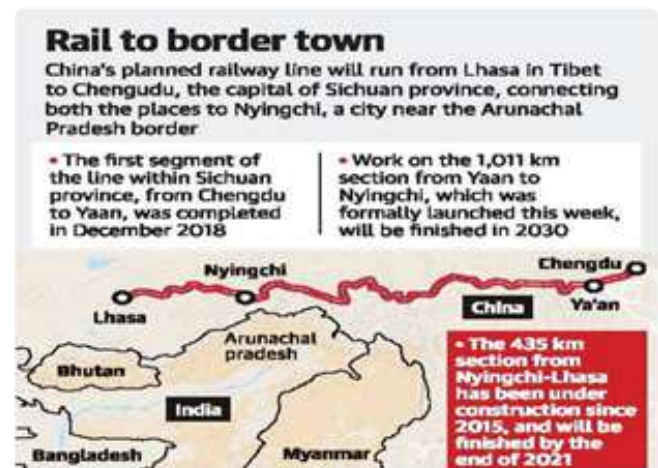 Rail to border town
China's planned railway line will run from Lhasa in Tibet
to Chengudu, the capital of Sichuan province, connecting
both the places to Nyingchi, a city near the Arunachal
Pradesh border
• The first segment of
the line within Sichuan
province, from Chengdu
to Yaan, was completed
in December 2018
• Work on the 1,011 km
section from Yaan to
Nyingchi, which was
formally launched this week,
will be finished in 2030
Nyingchi
Chengdu
Lhasa
China
Ya'an
Arunachal
pradesh
Bhutan
India
Bangladesh
Myanmar
• The 435 km
section from
Nyingchi-Lhasa
has been under
construction since
2015, and will be
finished by the
end of 2021